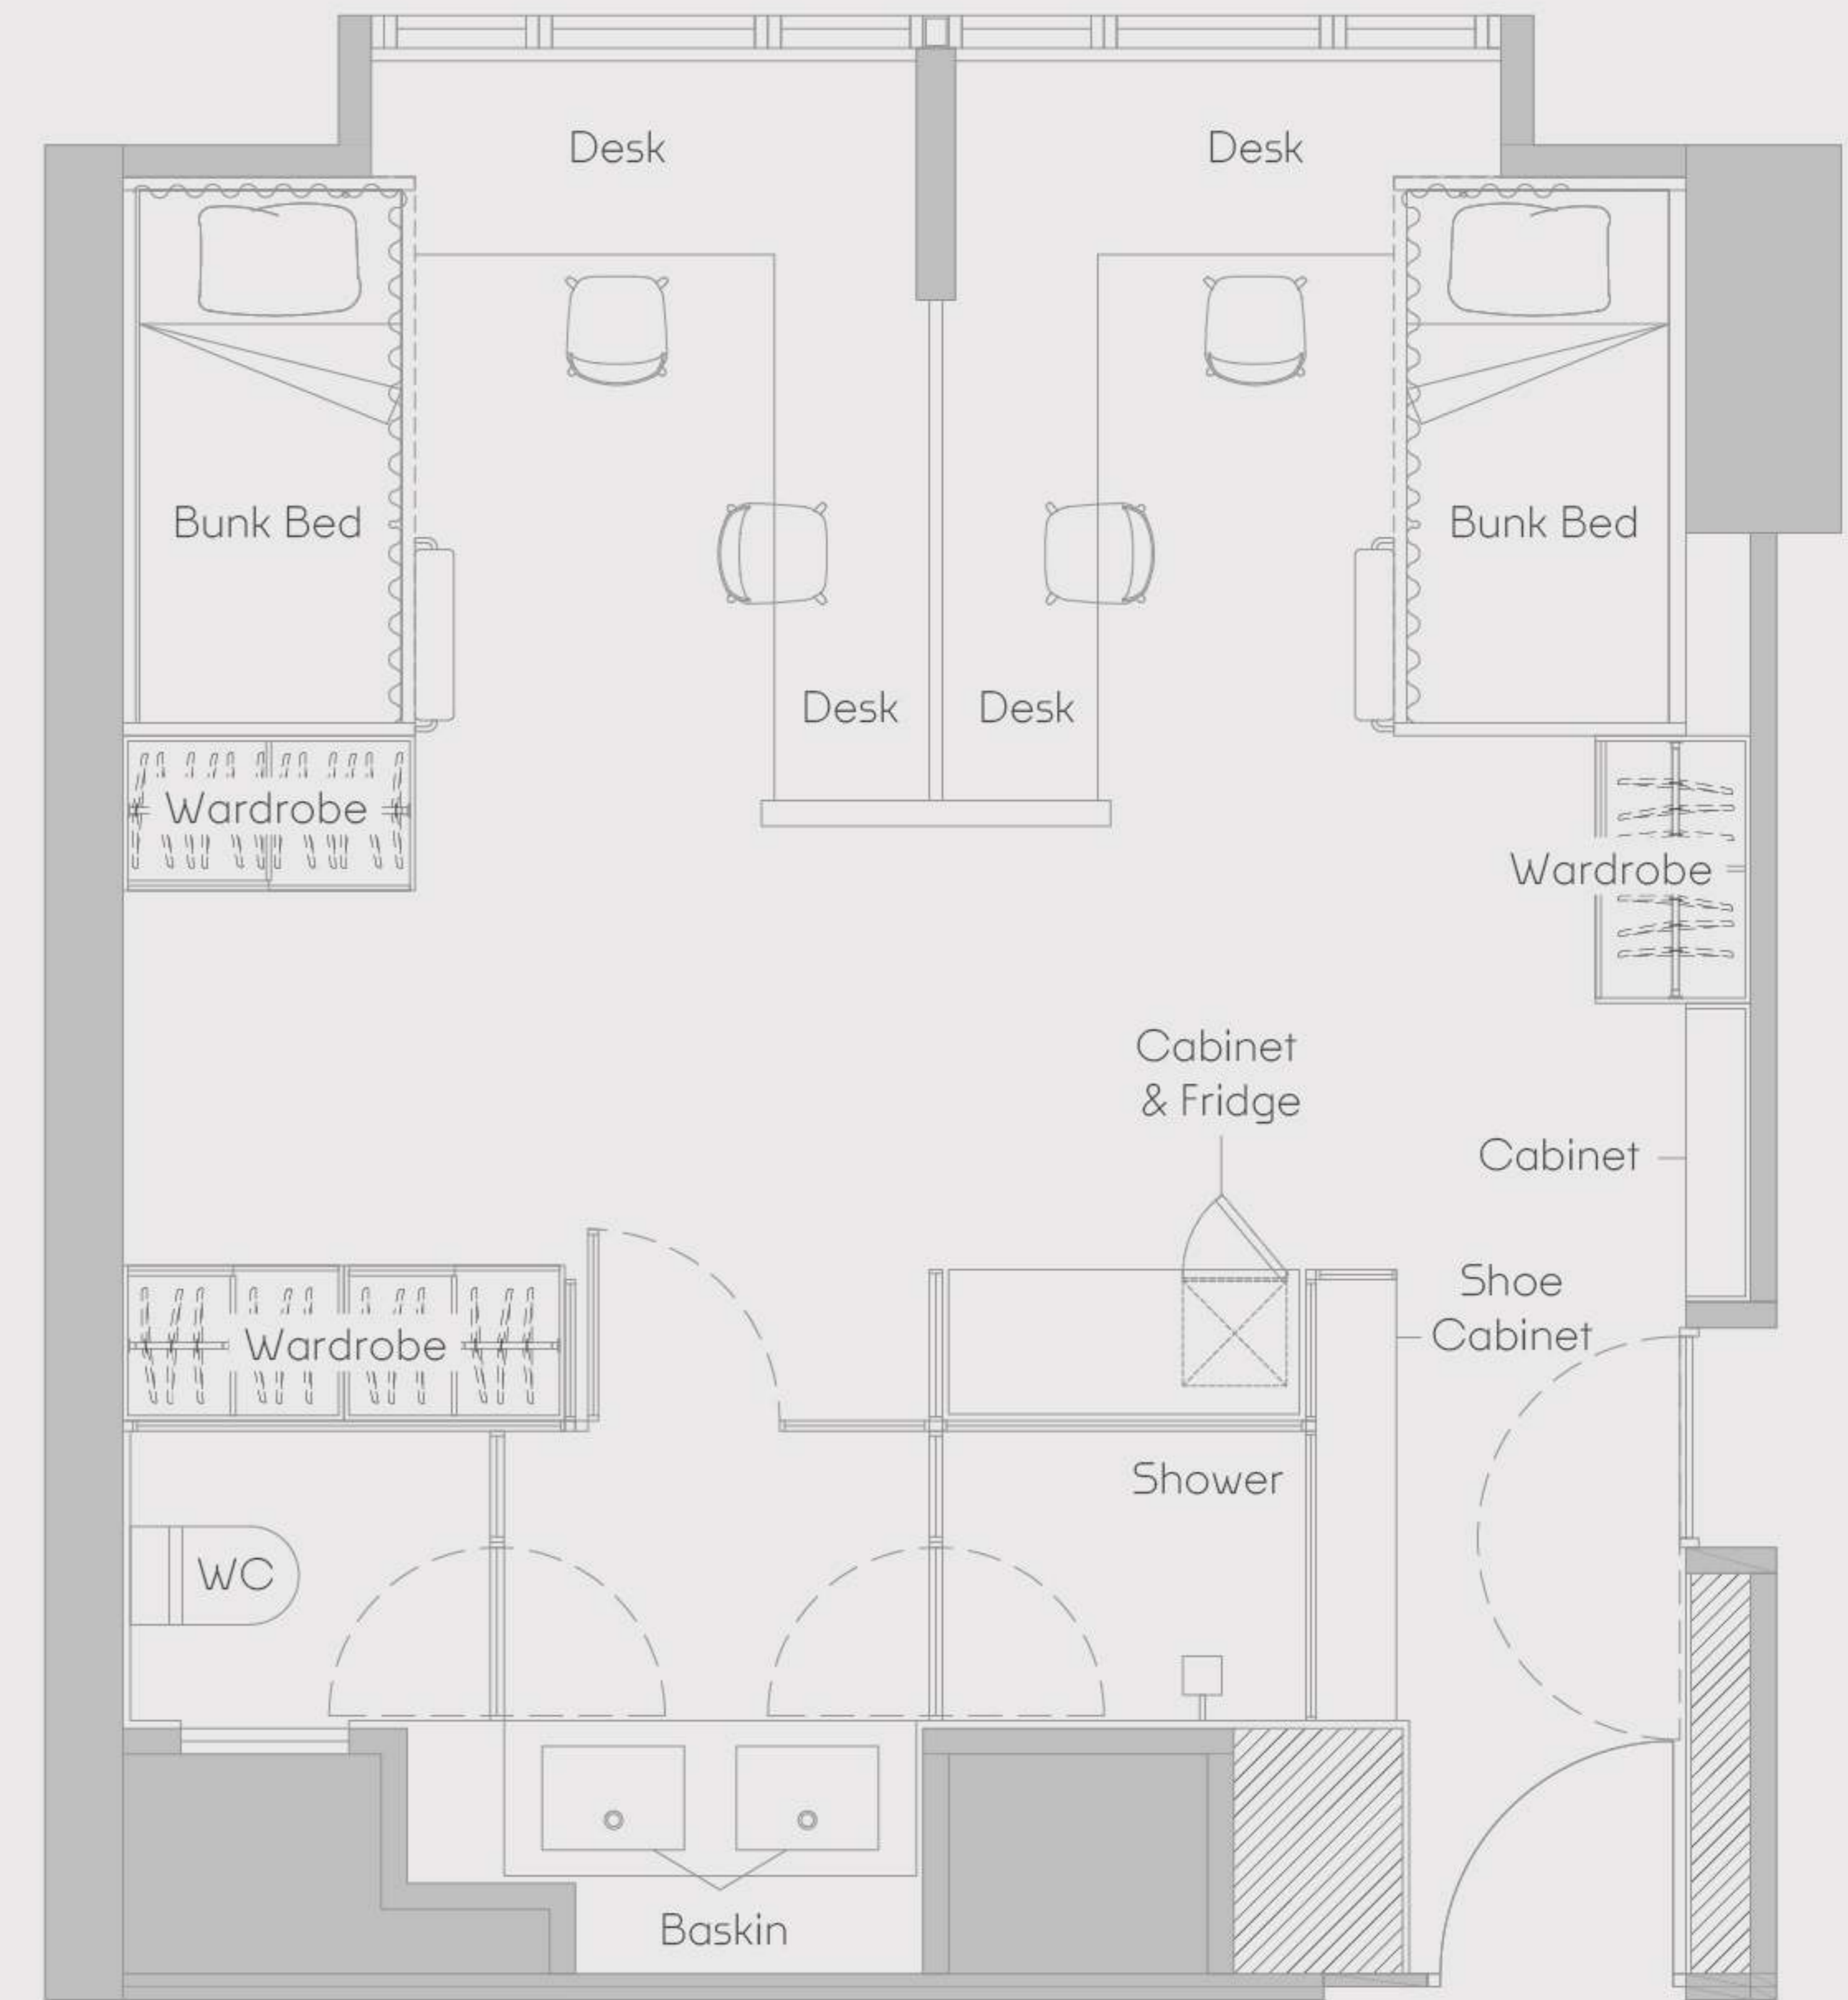 Desk
Desk
Bunk Bed
Bunk Bed
Desk
Desk
Wardrobe
Wardrobe
Cabinet
& Fridge
Cabinet
Shoe
Cabinet
Wardrobe
Shower
WC
Baskin